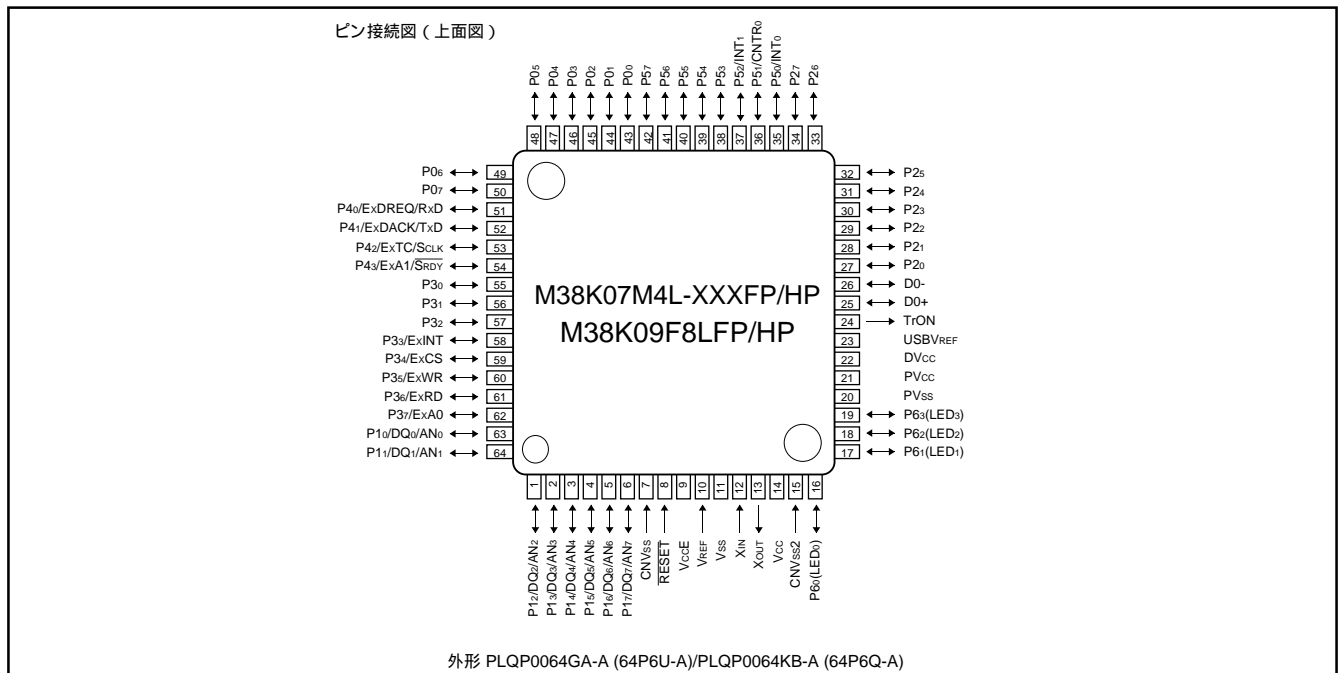 ピン接続図 ( 上面図 )
P05
P04
P03
P02
P01
P00
P57
P56
P55
P54
P53
P52/INT1
P51/CNTR0
P50/INT0
P27
P26
48
47
46
45
44
43
42
41
40
39
38
37
36
35
34
33
P06 49
P07 50
P40/EXDREQ/RXD 51
P41/EXDACK/TXD 52
P42/EXTC/SCLK 53
P43/EXA1/SRDY 54
P30 55
P31 56
P32 57
P33/EXINT 58
P34/EXCS 59
P35/EXWR 60
P36/EXRD 61
P37/EXA0 62
P10/DQ0/AN0 63
P11/DQ1/AN1 64
M38K07M4L-XXXFP/HP
M38K09F8LFP/HP
32 P25
31 P24
30 P23
29 P22
28 P21
27 P20
26 D0-
25 D0+
24 TrON
23 USBVREF
22 DVCC
21 PVCC
20 PVSS
19 P63(LED3)
18 P62(LED2)
17 P61(LED1)
1
2
3
4
5
6
7
8
9
10
11
12
13
14
15
16
P12/DQ2/AN2
P13/DQ3/AN3
P14/DQ4/AN4
P15/DQ5/AN5
P16/DQ6/AN6
P17/DQ7/AN7
CNVSS
RESET
VCCE
VREF
VSS
XIN
XOUT
VCC
CNVSS2
P60(LED0)
外形 PLQP0064GA-A (64P6U-A)/PLQP0064KB-A (64P6Q-A)